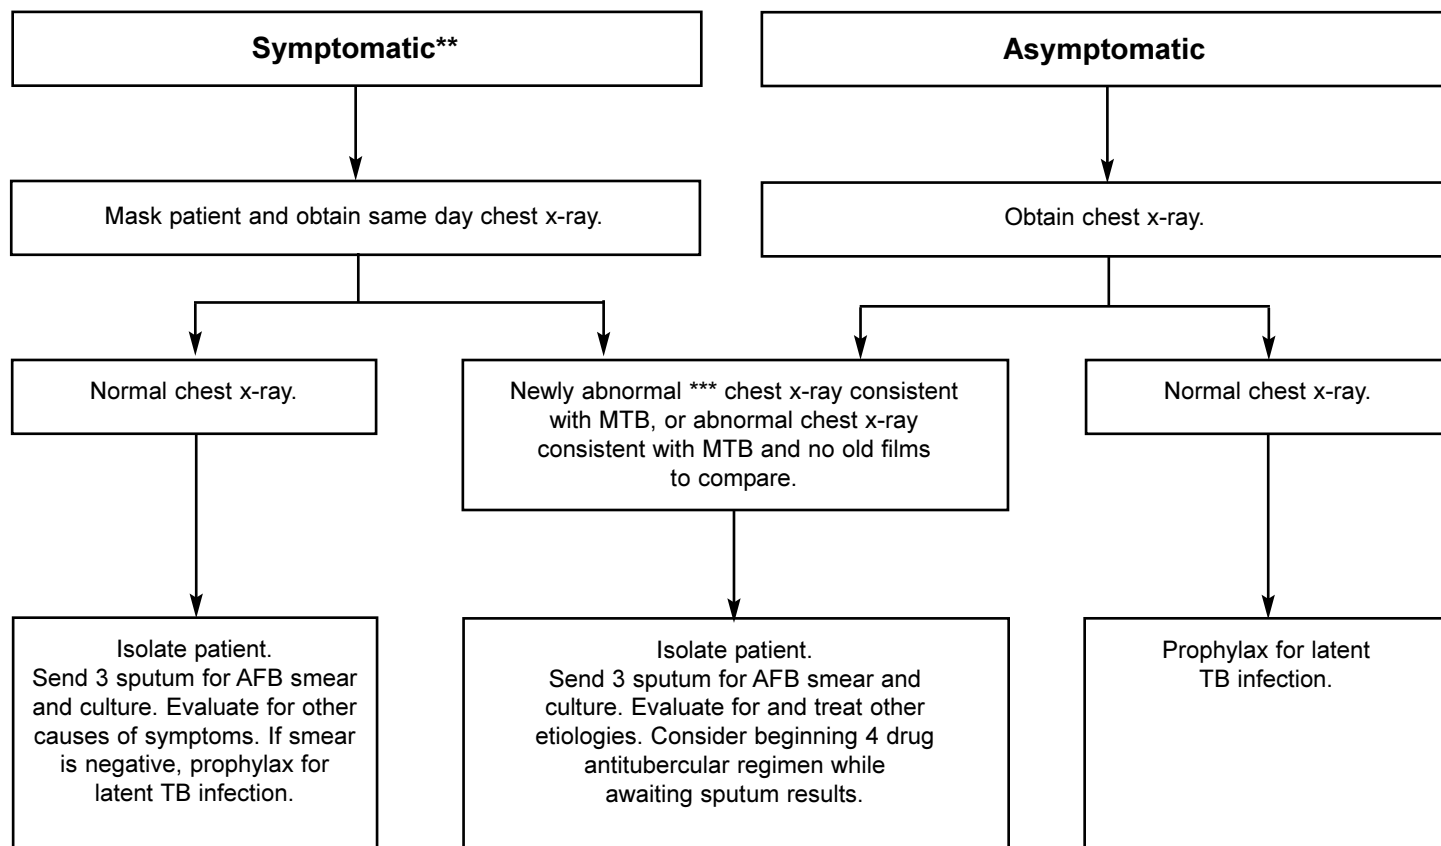 Symptomatic**
Asymptomatic
Mask patient and obtain same day chest x-ray.
Obtain chest x-ray.
Normal chest x-ray.
Newly abnormal *** chest x-ray consistent
with MTB, or abnormal chest x-ray
consistent with MTB and no old films
to compare.
Normal chest x-ray.
Isolate patient.
Send 3 sputum for AFB smear
and culture. Evaluate for other
causes of symptoms. If smear
is negative, prophylax for
latent TB infection.
Isolate patient.
Send 3 sputum for AFB smear and
culture. Evaluate for and treat other
etiologies. Consider beginning 4 drug
antitubercular regimen while
awaiting sputum results.
Prophylax for latent
TB infection.